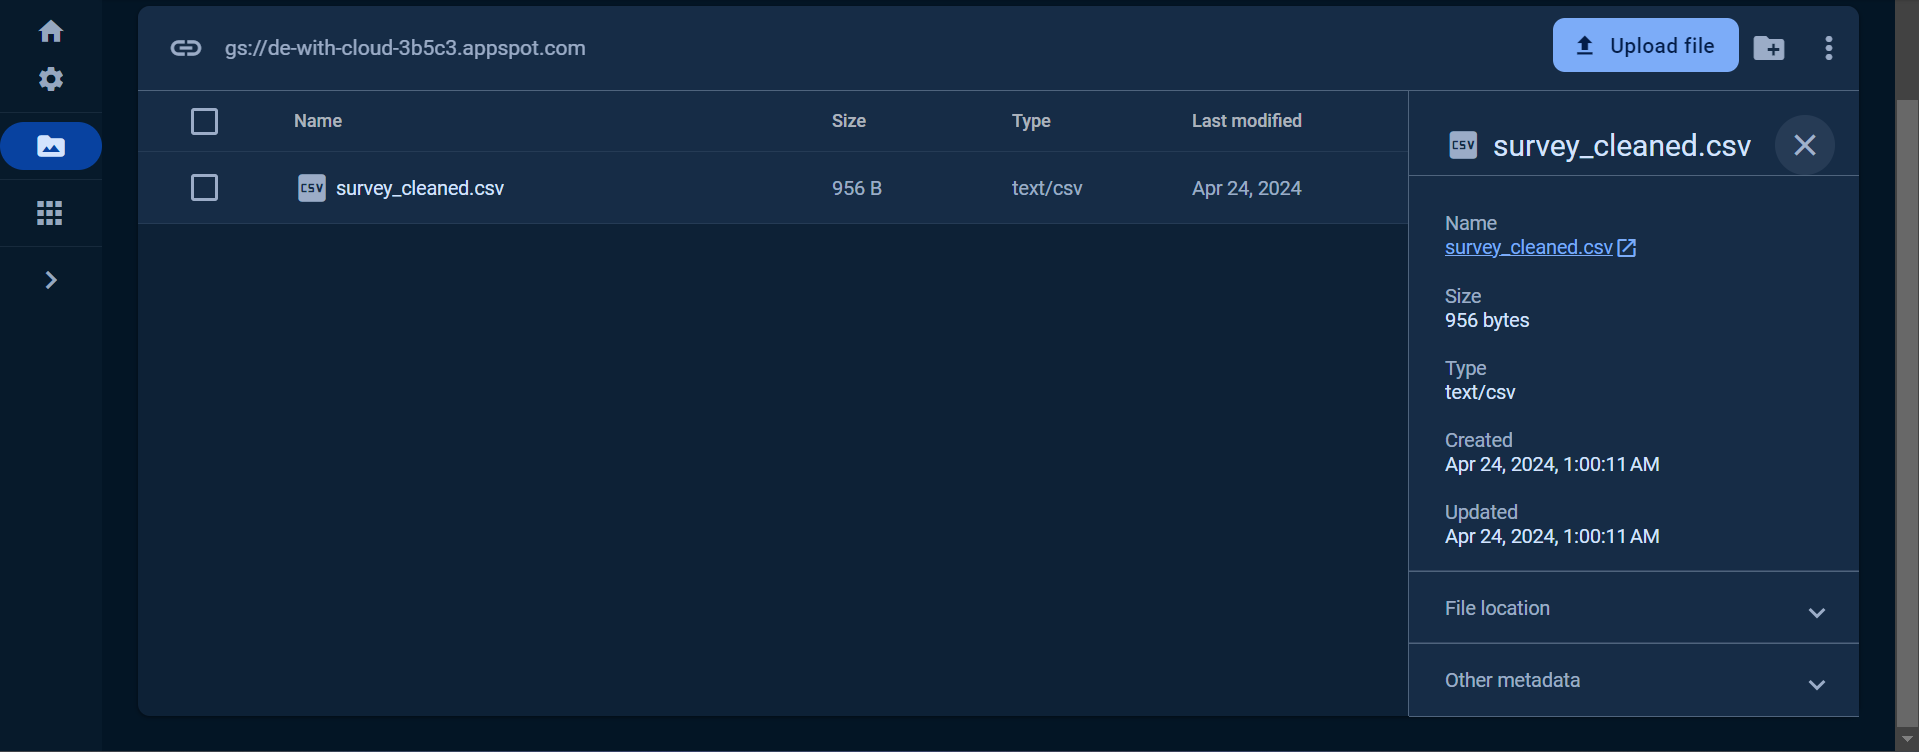 gs://de-with-cloud-3b5c3.appspot.com
Upload file
Name Size Type Last modified
CSV survey_cleaned.csv 956 B text/csv Apr 24, 2024
CSV survey_cleaned.csv
Name
survey_cleaned.csv
Size
956 bytes
Type
text/csv
Created
Apr 24, 2024, 1:00:11 AM
Updated
Apr 24, 2024, 1:00:11 AM
File location
Other metadata